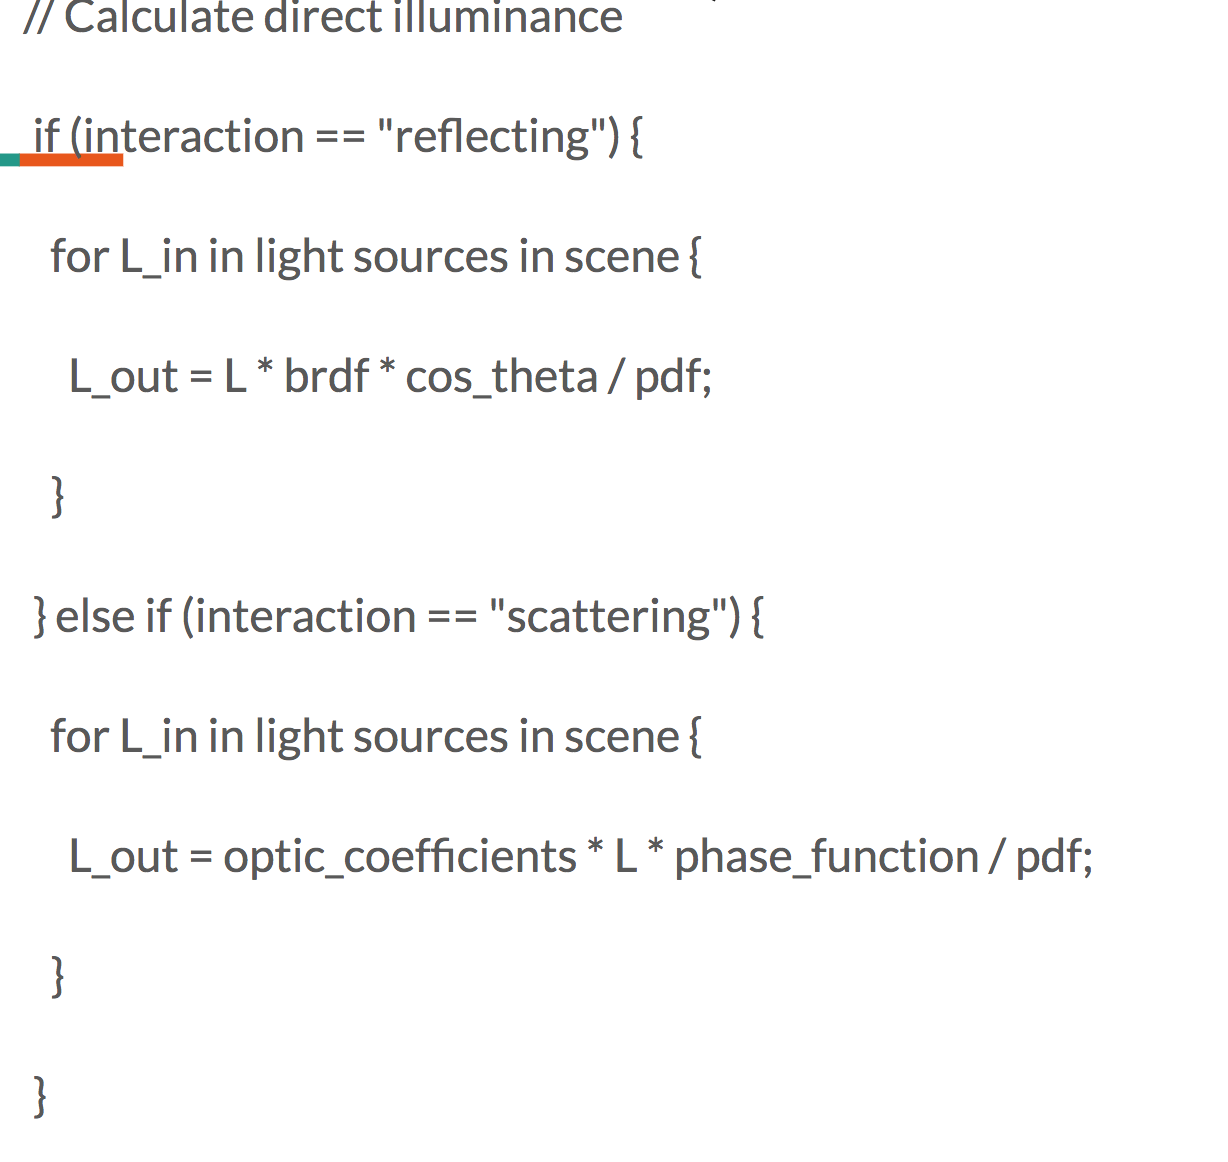 // Calculate direct illuminance
if (interaction == "reflecting") {
for L_in in light sources in scene {
L_out = L * brdf * cos_theta / pdf;
}
} else if (interaction == "scattering") {
for L_in in light sources in scene {
L_out = optic_coefficients * L * phase_function / pdf;
}
}